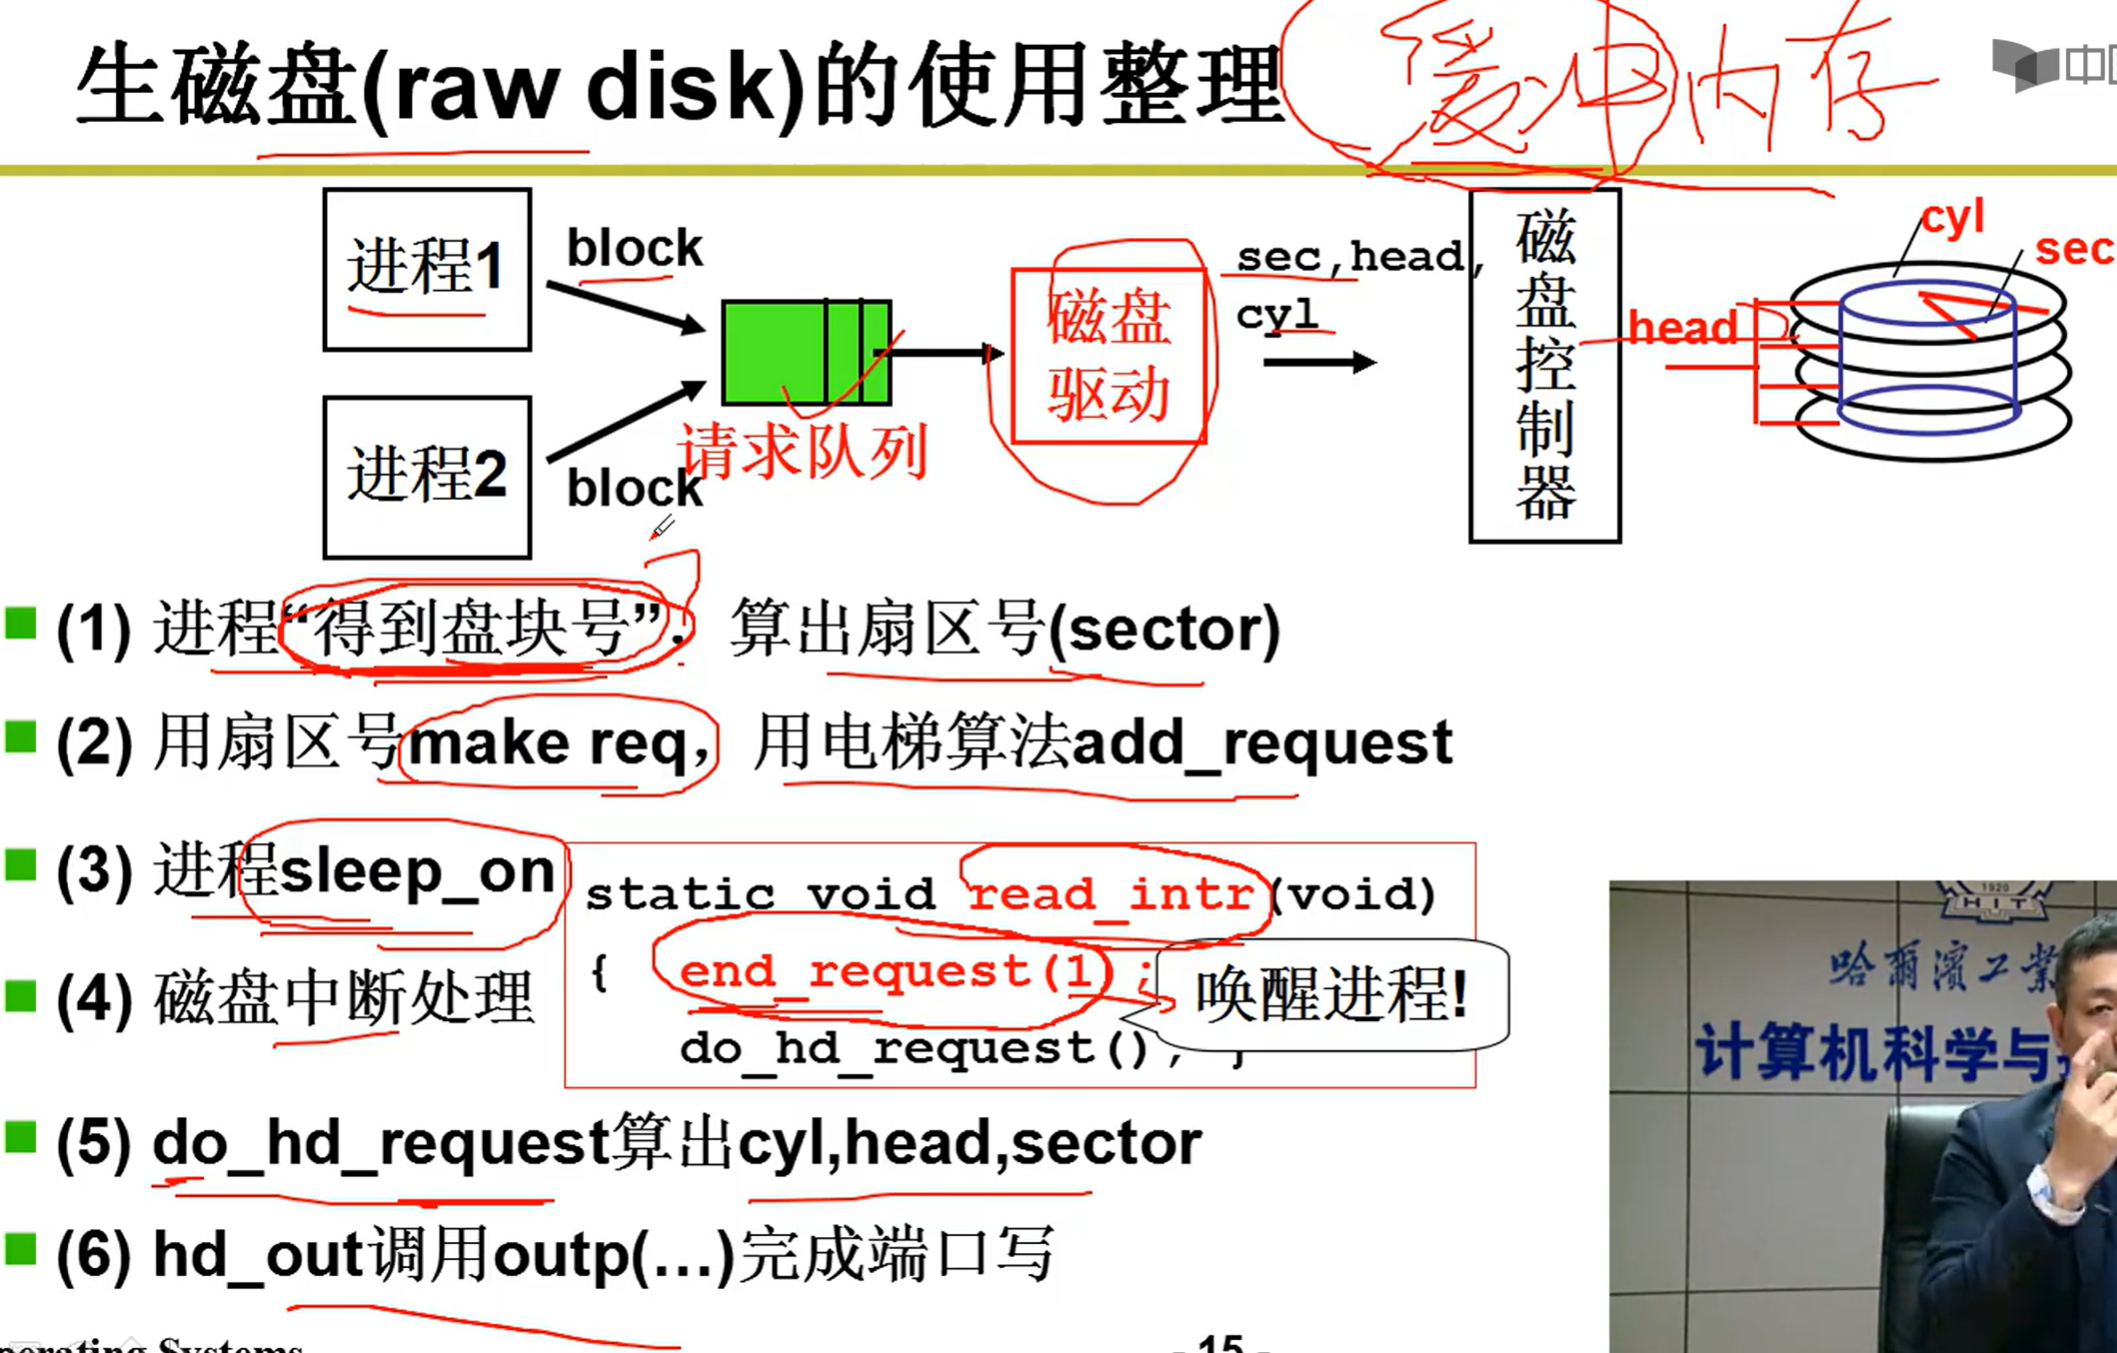 生磁盘(raw disk)的使用整理
缓冲内存
中
进程1
block
进程2
block
请求队列
磁盘
驱动
sec,head,
cyl
磁盘控制器
head
cyl
sec
(1) 进程“得到盘块号”，算出扇区号(sector)
(2) 用扇区号make req，用电梯算法add_request
(3) 进程sleep_on
(4) 磁盘中断处理
static void read_intr(void)
{ end_request(1);
do_hd_request(); }
唤醒进程!
(5) do_hd_request算出cyl,head,sector
(6) hd_out调用outp(...)完成端口写
1920
HIT
哈爾濱工業
计算机科学与
perating Systems
- 15 -